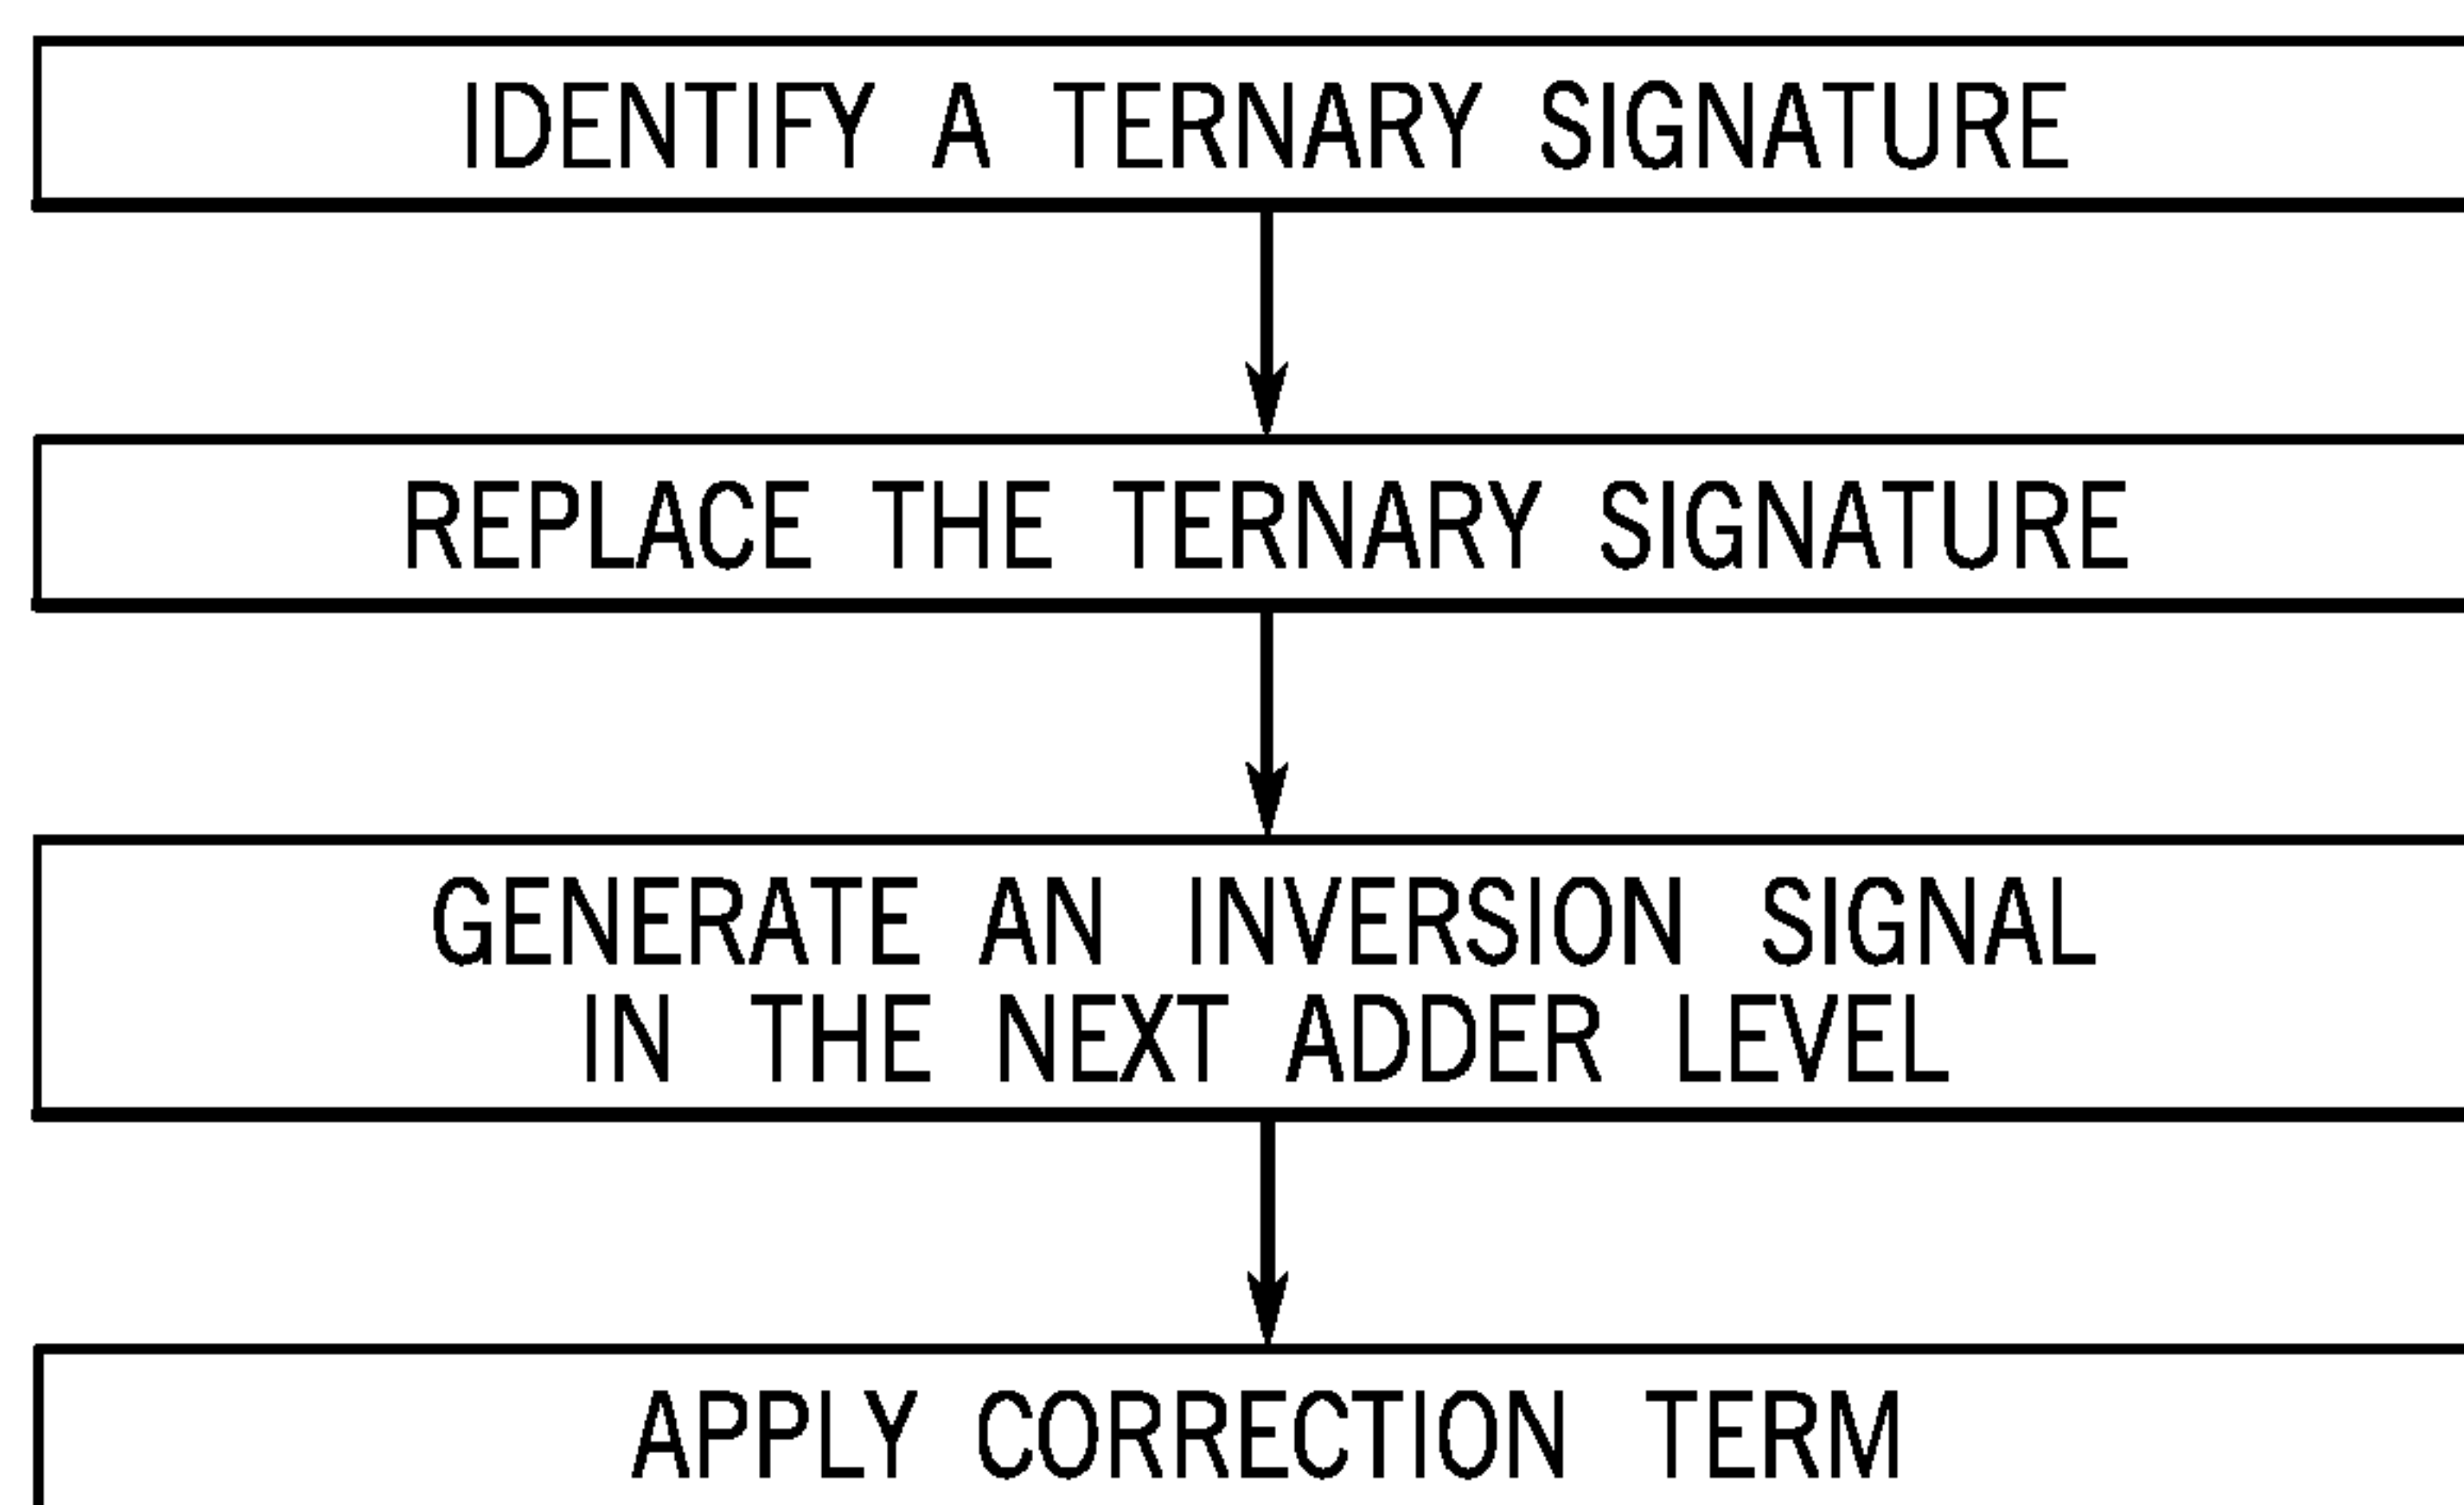 IDENTIFY A TERNARY SIGNATURE
REPLACE THE TERNARY SIGNATURE
GENERATE AN INVERSION SIGNAL
IN THE NEXT ADDER LEVEL
APPLY CORRECTION TERM